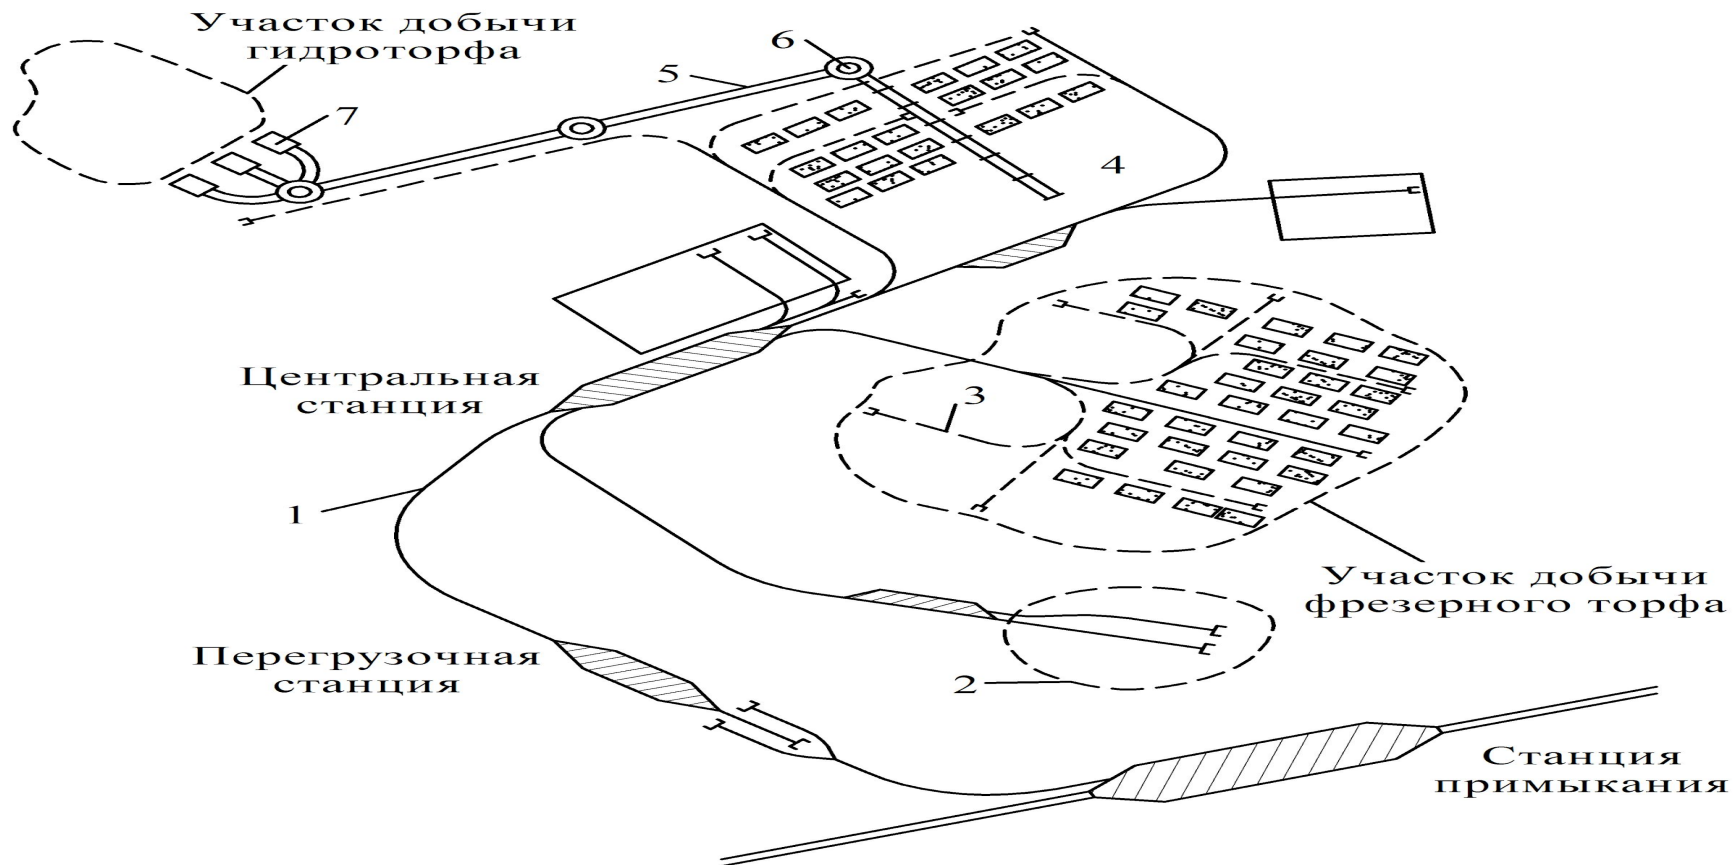 Участок добычи
гидроторфа
6
5
7
4
Центральная
станция
3
1
Участок добычи
фрезерного торфа
Перегрузочная
станция
2
Станция
примыкания